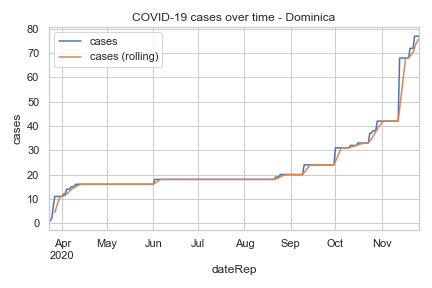 COVID-19 cases over time - Dominica
cases
cases (rolling)
80
70
60
50
40
30
20
10
0
cases
Apr May Jun Jul Aug Sep Oct Nov
2020
dateRep